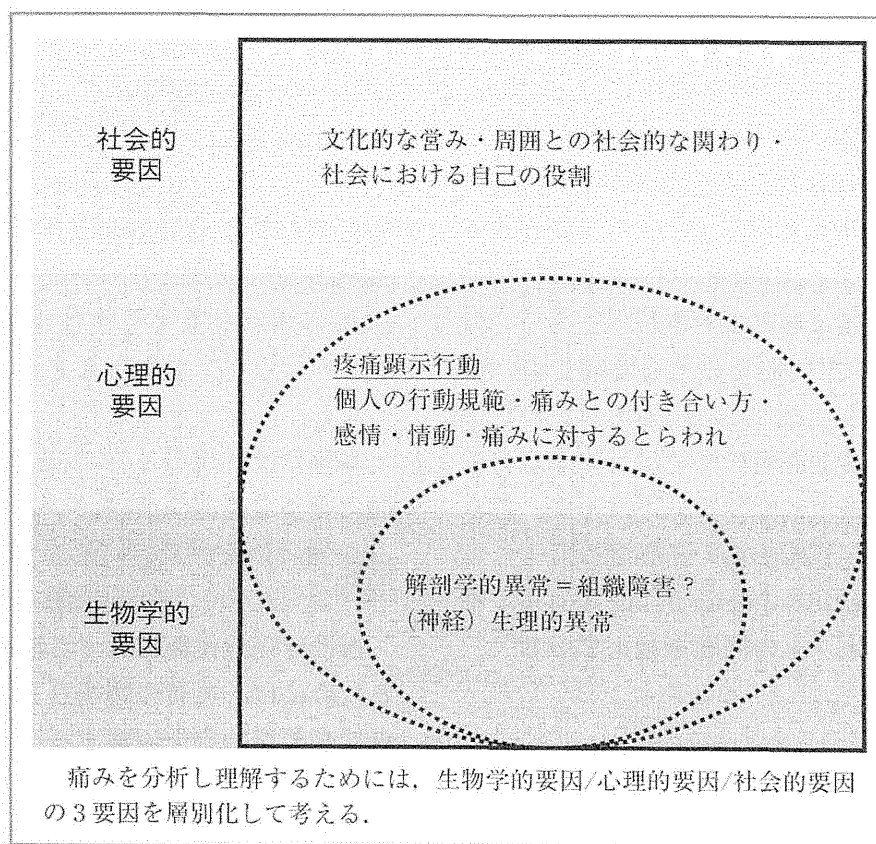 社会的
要因
文化的な営み・周囲との社会的な関わり・
社会における自己の役割
心理的
要因
疼痛顕示行動
個人の行動規範・痛みとの付き合い方・
感情・情動・痛みに対するとらわれ
生物学的
要因
解剖学的異常＝組織障害？
（神経）生理的異常
痛みを分析し理解するためには，生物学的要因/心理的要因/社会的要因
の3要因を層別化して考える．